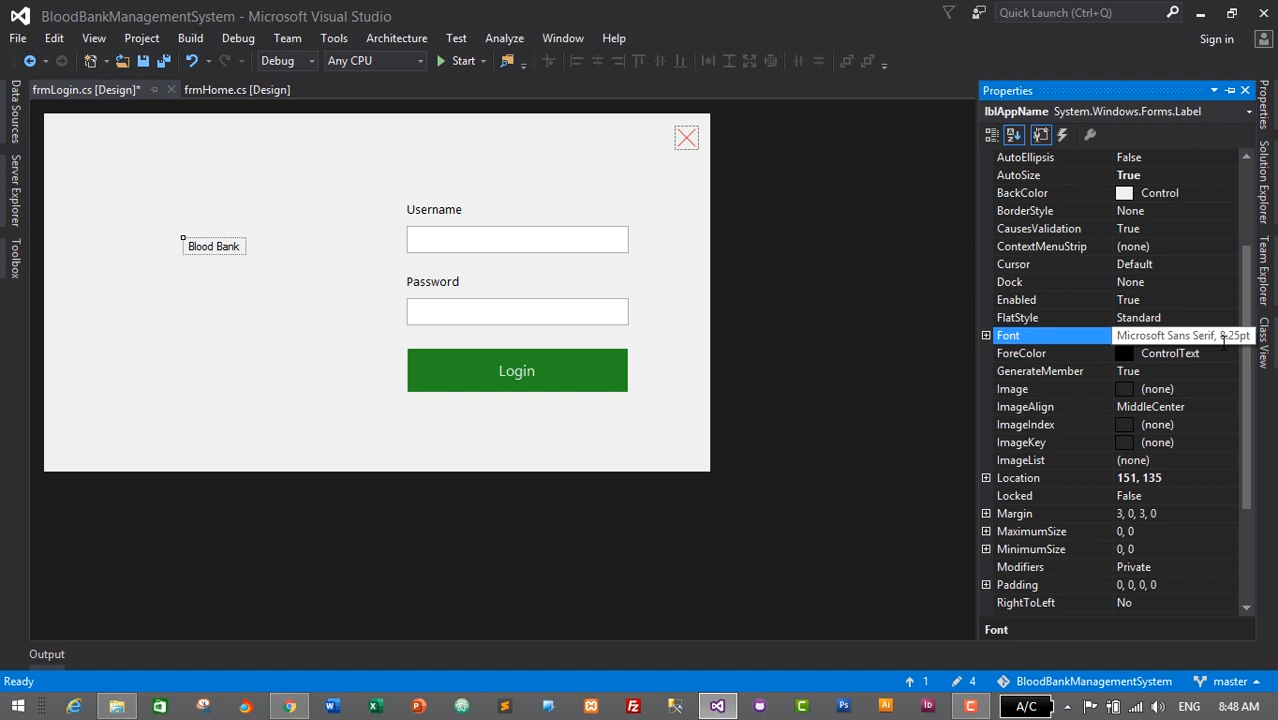 BloodBankManagementSystem - Microsoft Visual Studio
Quick Launch (Ctrl+Q)
File Edit View Project Build Debug Team Tools Architecture Test Analyze Window Help
Sign in
Debug Any CPU Start
frmLogin.cs [Design]* frmHome.cs [Design]
Data Sources
Server Explorer
Toolbox
Username
Blood Bank
Password
Login
Properties
lblAppName System.Windows.Forms.Label
AutoEllipsis False
AutoSize True
BackColor Control
BorderStyle None
CausesValidation True
ContextMenuStrip (none)
Cursor Default
Dock None
Enabled True
FlatStyle Standard
Font Microsoft Sans Serif, 8.25pt
ForeColor ControlText
GenerateMember True
Image (none)
ImageAlign MiddleCenter
ImageIndex (none)
ImageKey (none)
ImageList (none)
Location 151, 135
Locked False
Margin 3, 0, 3, 0
MaximumSize 0, 0
MinimumSize 0, 0
Modifiers Private
Padding 0, 0, 0, 0
RightToLeft No
Font
Properties
Solution Explorer
Team Explorer
Class View
Output
Ready
1 4 BloodBankManagementSystem master
A/C ENG 8:48 AM